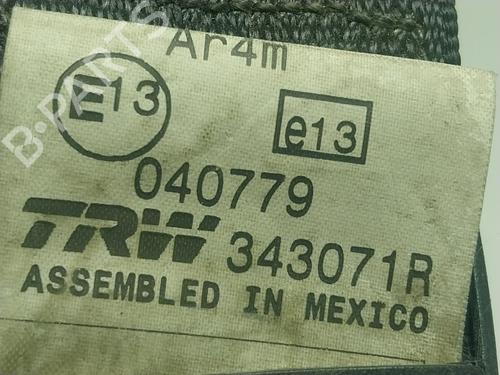 Ar4m
E13
e13
040779
TRW 343071R
ASSEMBLED IN MEXICO
B-PARTS